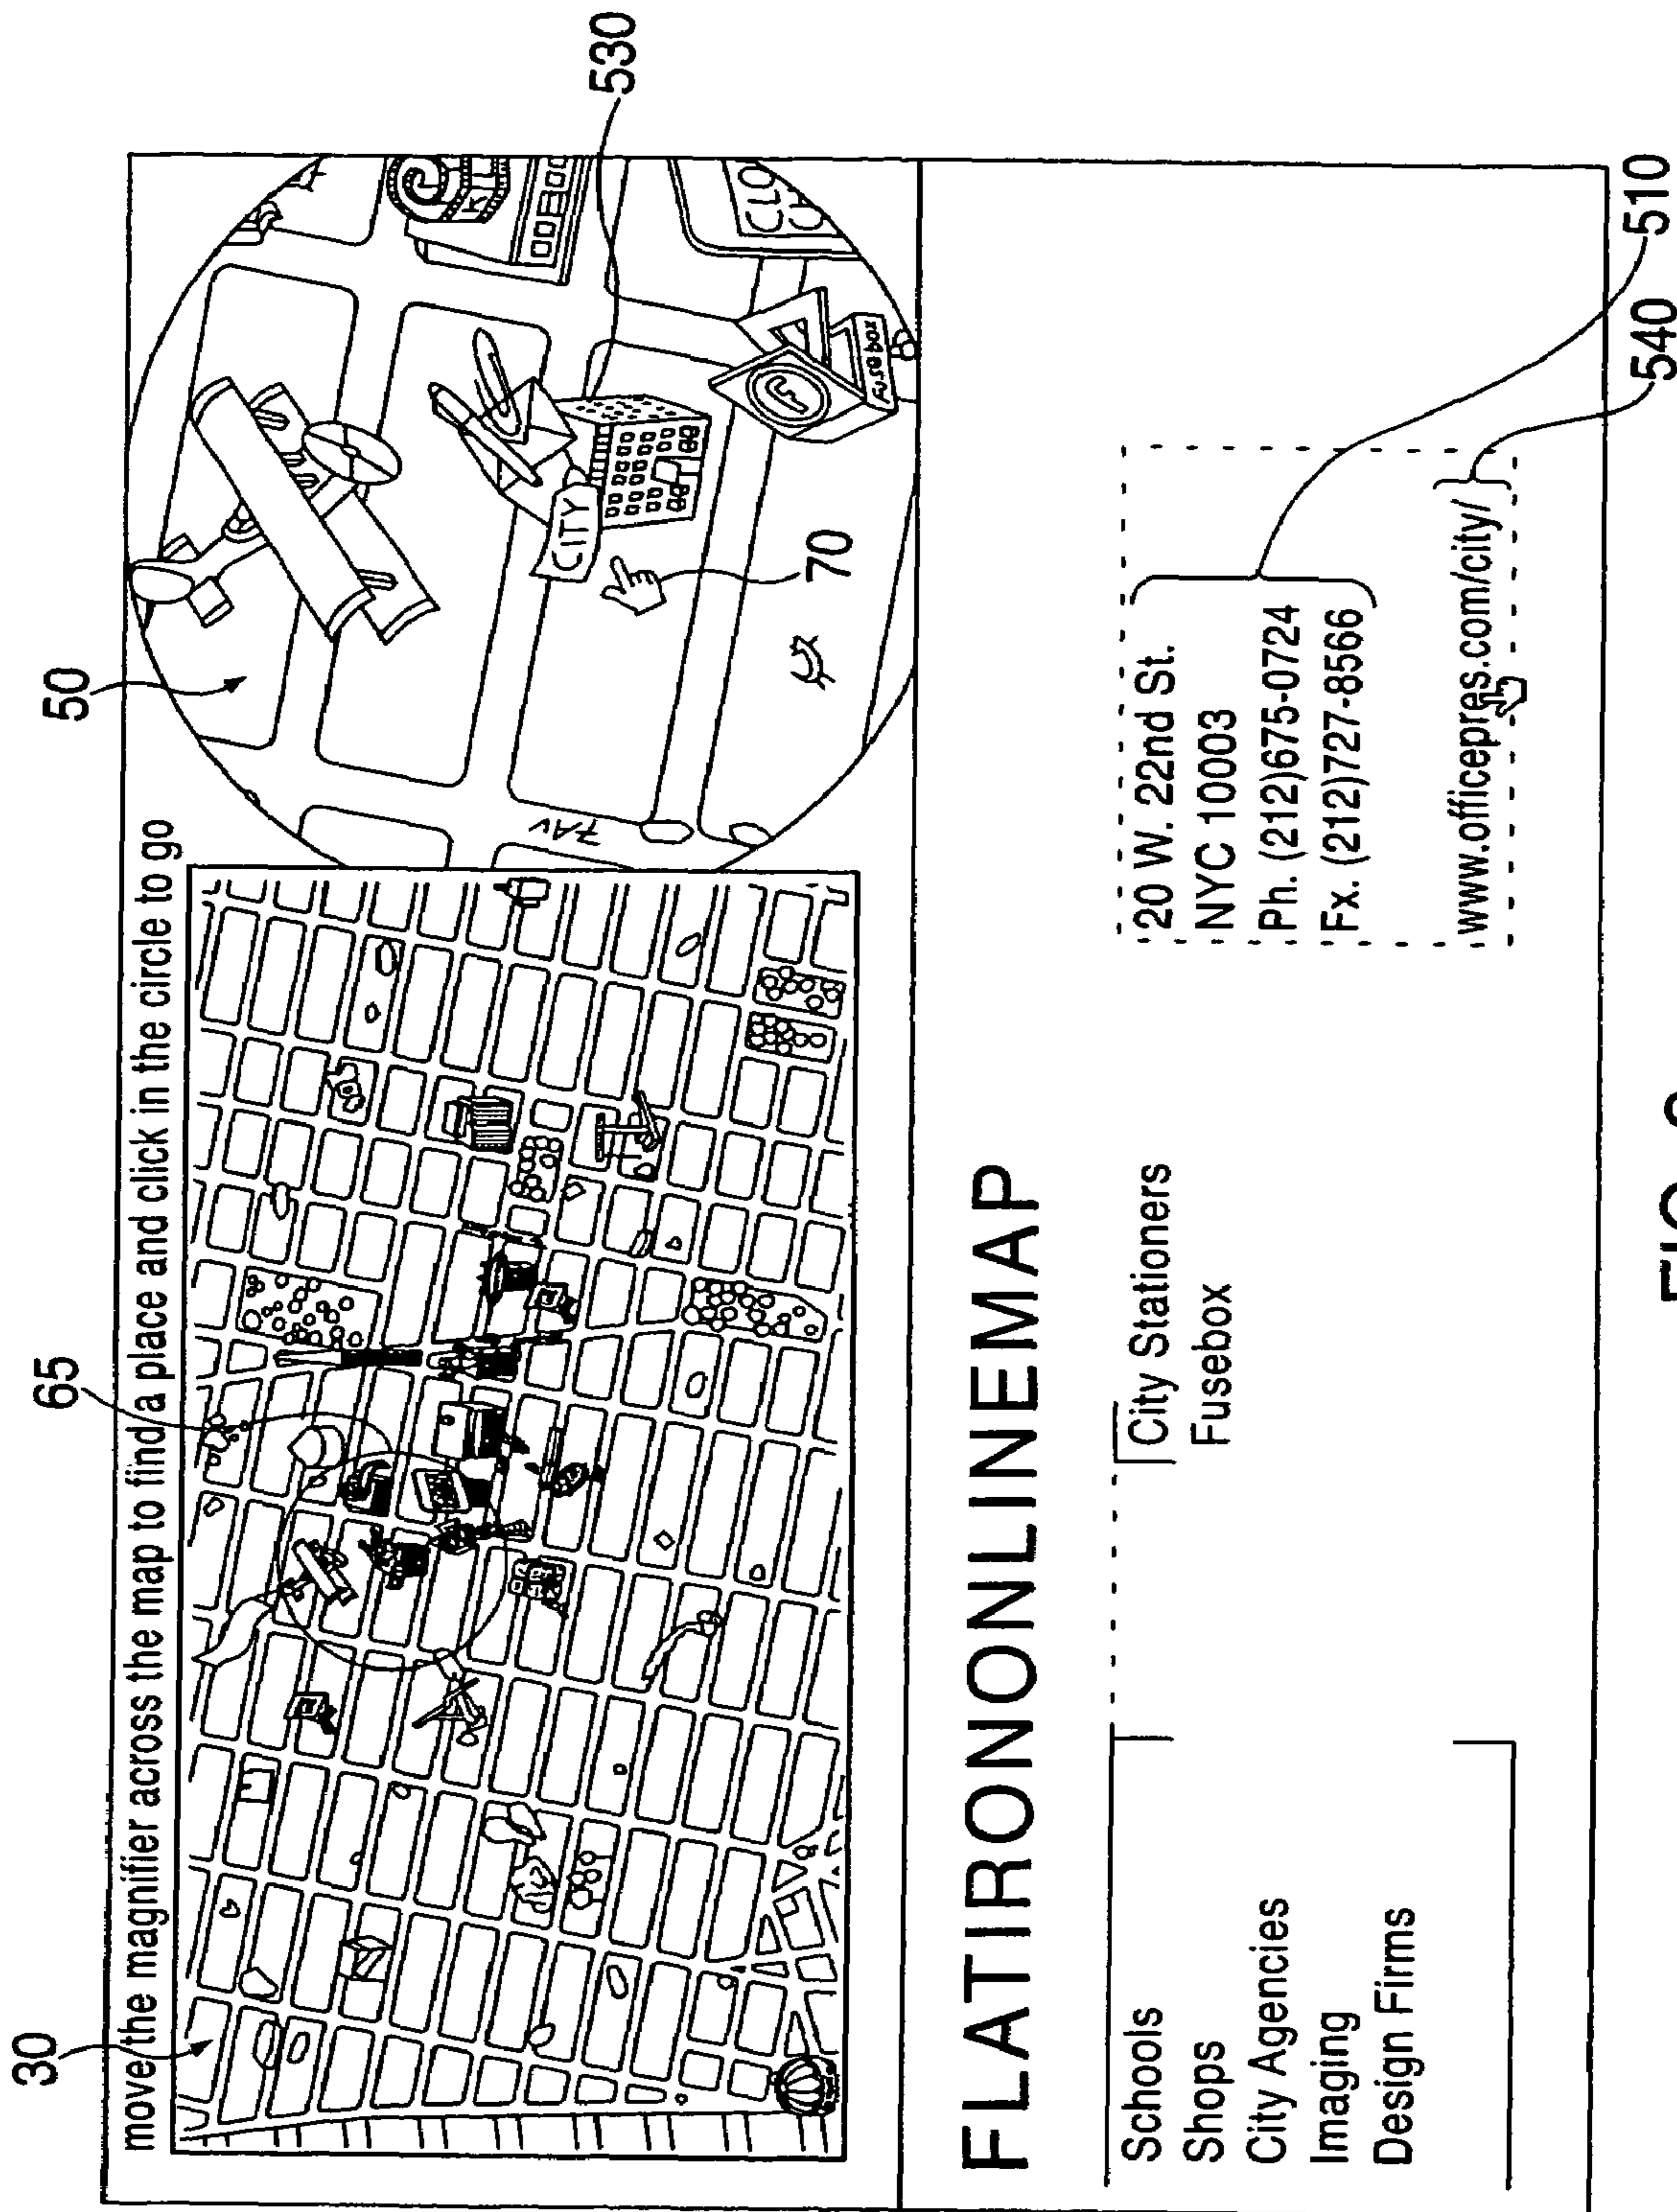 30
65
50
530
move the magnifier across the map to find a place and click in the circle to go
7AV
CITY
70
CLO
FLATIRONONLINEMAP
Schools
Shops
City Agencies
Imaging
Design Firms
City Stationers
Fusebox
20 W. 22nd St.
NYC 10003
Ph. (212)675-0724
Fx. (212)727-8566
www.officepres.com/city/
540
510